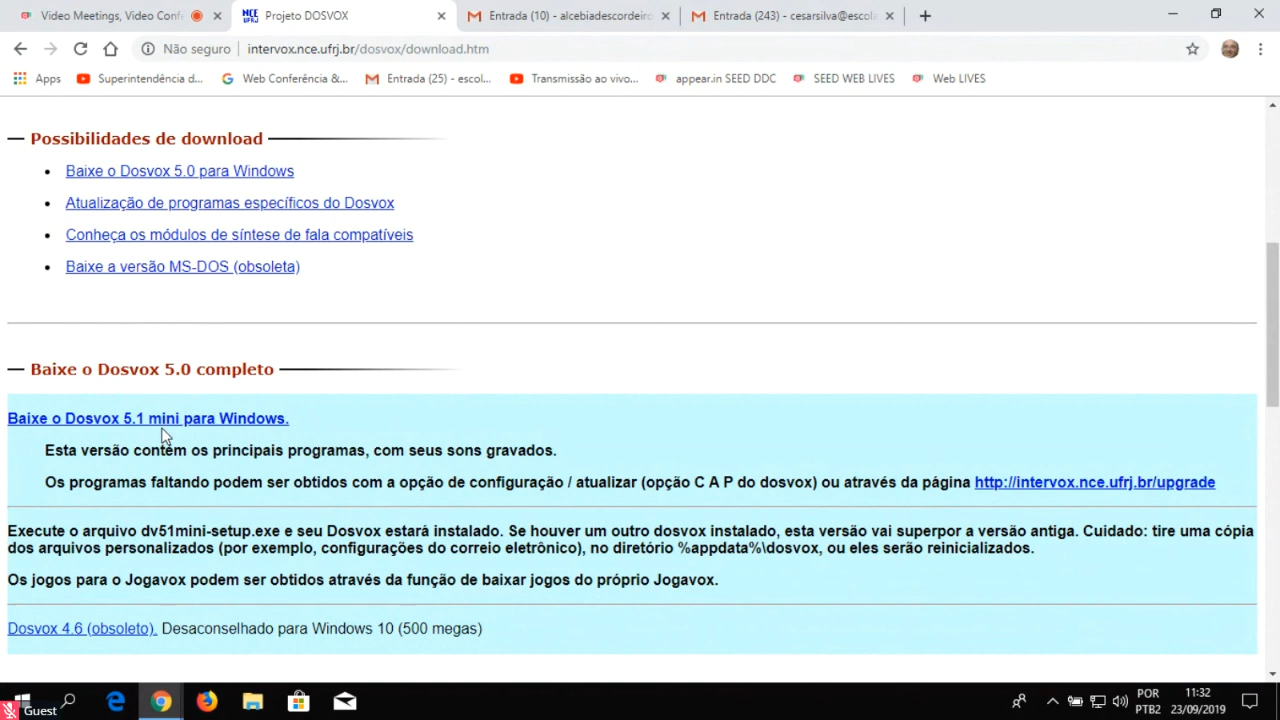 Video Meetings, Video Confe
NCE UFRJ Projeto DOSVOX
Entrada (10) - alcebiadescordeiro
Entrada (243) - cesarsilva@escola
Não seguro intervox.nce.ufrj.br/dosvox/download.htm
Apps Superintendência d... Web Conferência &... Entrada (25) - escol... Transmissão ao vivo... appear.in SEED DDC SEED WEB LIVES Web LIVES
Possibilidades de download
Baixe o Dosvox 5.0 para Windows
Atualização de programas específicos do Dosvox
Conheça os módulos de síntese de fala compatíveis
Baixe a versão MS-DOS (obsoleta)
Baixe o Dosvox 5.0 completo
Baixe o Dosvox 5.1 mini para Windows.
Esta versão contém os principais programas, com seus sons gravados.
Os programas faltando podem ser obtidos com a opção de configuração / atualizar (opção C A P do dosvox) ou através da página http://intervox.nce.ufrj.br/upgrade
Execute o arquivo dv51mini-setup.exe e seu Dosvox estará instalado. Se houver um outro dosvox instalado, esta versão vai superpor a versão antiga. Cuidado: tire uma cópia
dos arquivos personalizados (por exemplo, configurações do correio eletrônico), no diretório %appdata%\dosvox, ou eles serão reinicializados.
Os jogos para o Jogavox podem ser obtidos através da função de baixar jogos do próprio Jogavox.
Dosvox 4.6 (obsoleto). Desaconselhado para Windows 10 (500 megas)
POR 11:32
Guest PTB2 23/09/2019